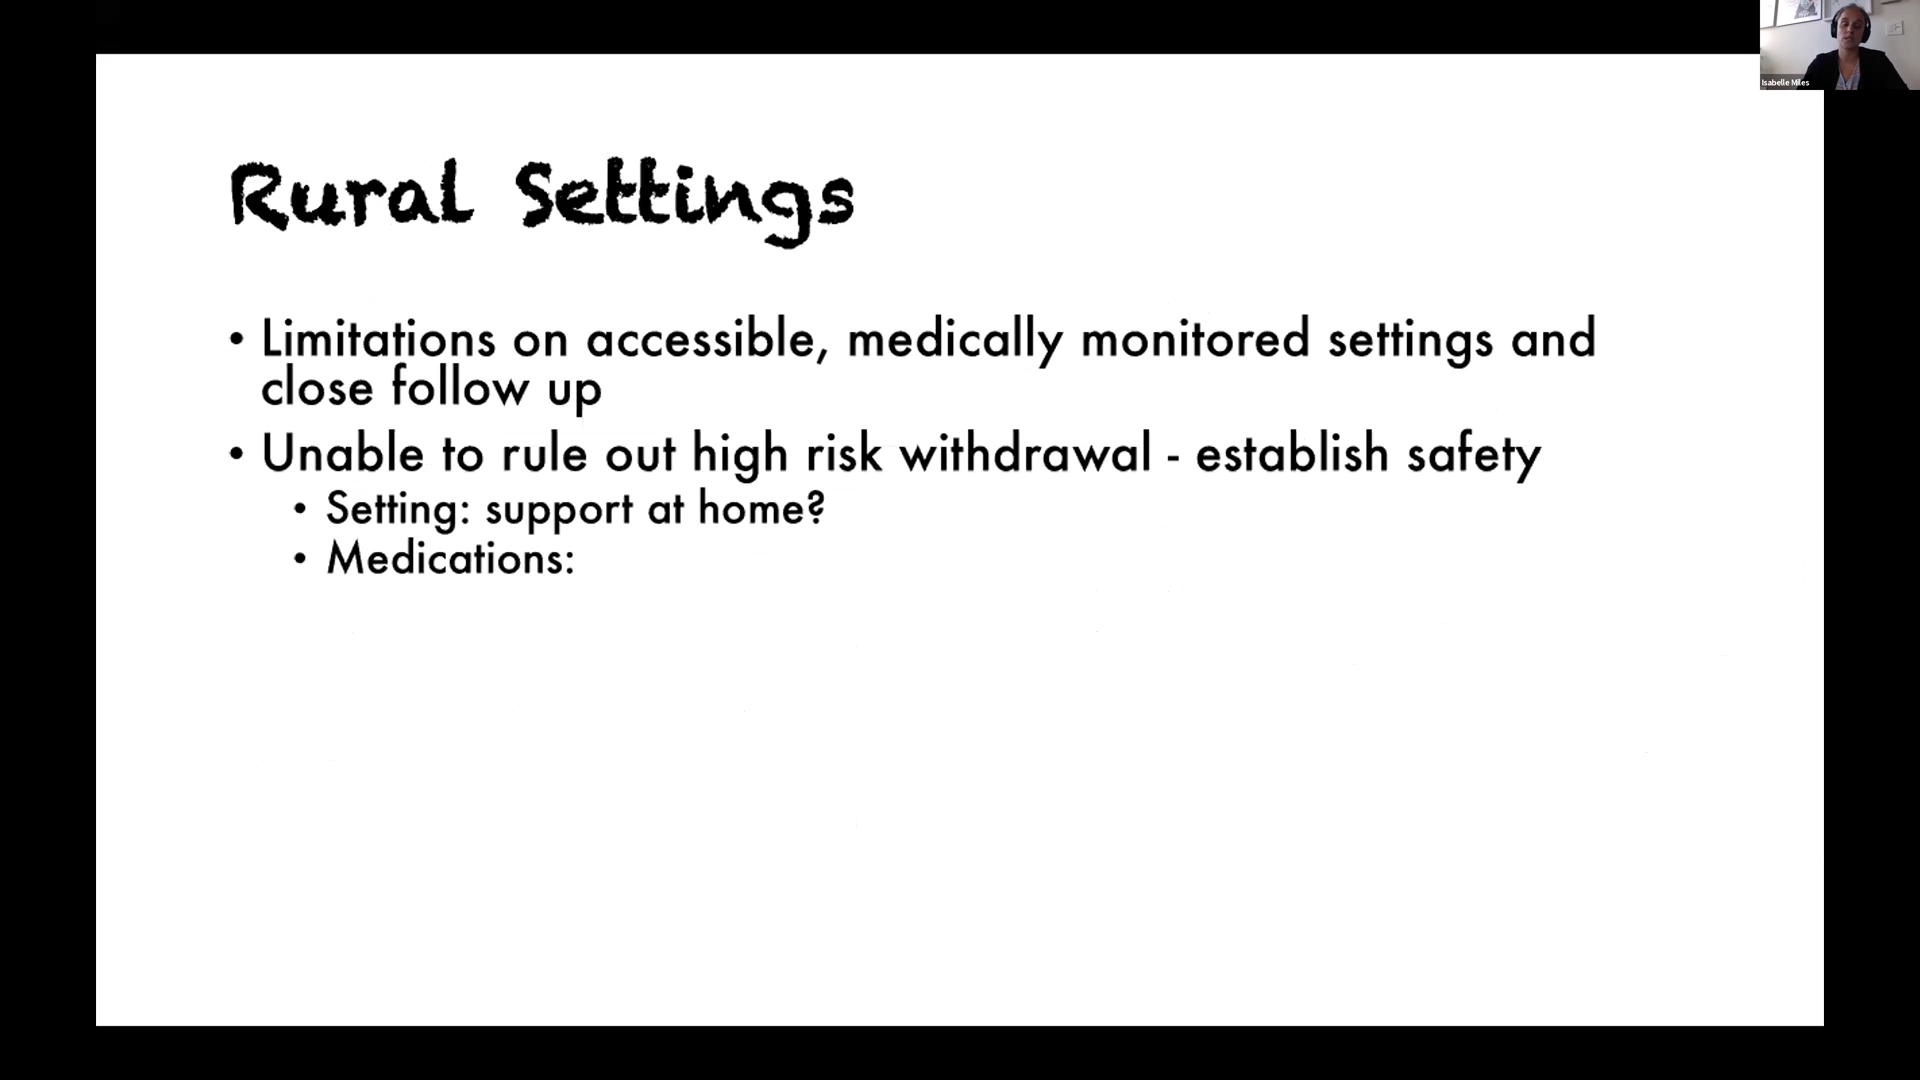 Isabelle Miles
Rural Settings
• Limitations on accessible, medically monitored settings and
close follow up
• Unable to rule out high risk withdrawal - establish safety
• Setting: support at home?
• Medications: